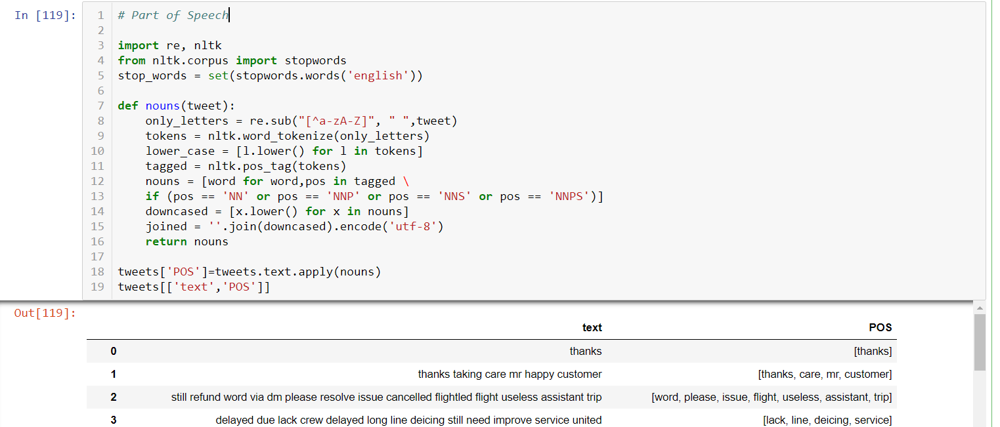 In [119]:
1 # Part of Speech
2
3 import re, nltk
4 from nltk.corpus import stopwords
5 stop_words = set(stopwords.words('english'))
6
7 def nouns(tweet):
8     only_letters = re.sub("[^a-zA-Z]", " ",tweet)
9     tokens = nltk.word_tokenize(only_letters)
10     lower_case = [l.lower() for l in tokens]
11     tagged = nltk.pos_tag(tokens)
12     nouns = [word for word,pos in tagged \
13     if (pos == 'NN' or pos == 'NNP' or pos == 'NNS' or pos == 'NNPS')]
14     downcased = [x.lower() for x in nouns]
15     joined = ''.join(downcased).encode('utf-8')
16     return nouns
17
18 tweets['POS']=tweets.text.apply(nouns)
19 tweets[['text','POS']]
Out[119]:
text POS
0 thanks [thanks]
1 thanks taking care mr happy customer [thanks, care, mr, customer]
2 still refund word via dm please resolve issue cancelled flightled flight useless assistant trip [word, please, issue, flight, useless, assistant, trip]
3 delayed due lack crew delayed long line deicing still need improve service united [lack, line, deicing, service]